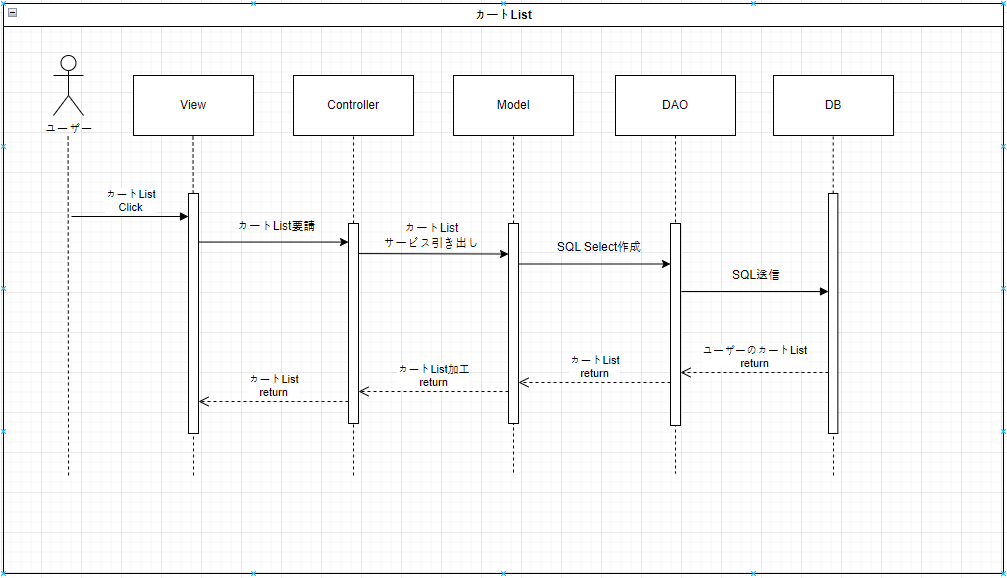 カートList
View
Controller
Model
DAO
DB
ユーザー
カートList
Click
カートList要請
カートList
サービス引き出し
SQL Select作成
SQL送信
ユーザーのカートList
return
カートList
return
カートList加工
return
カートList
return